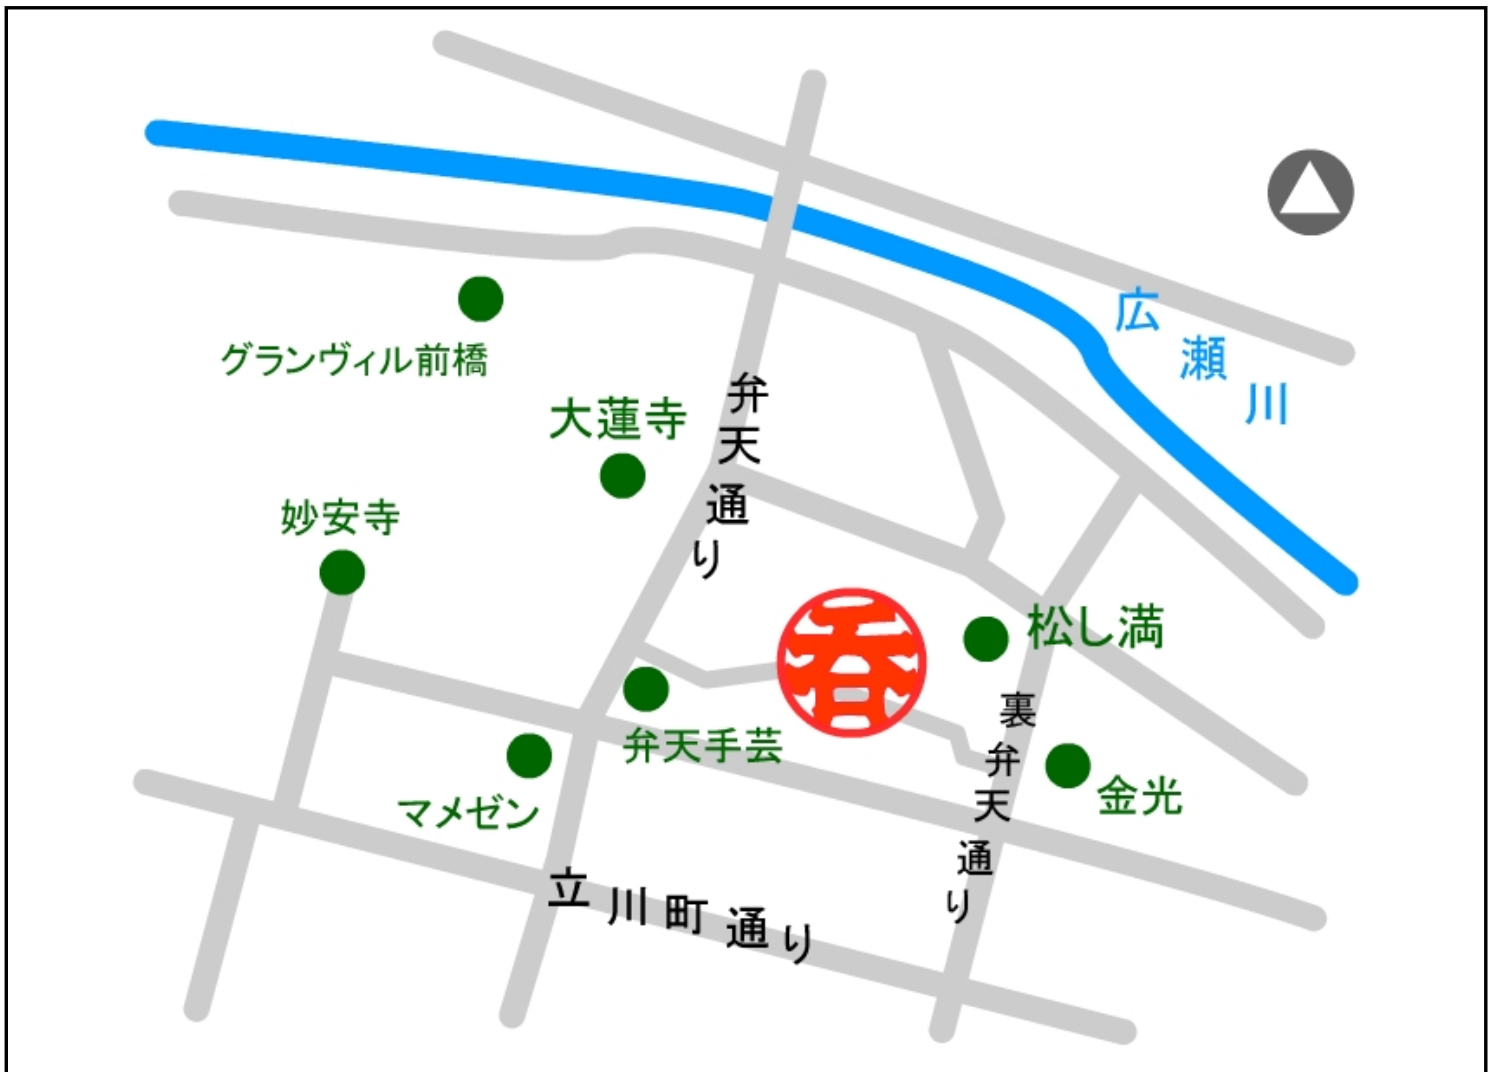 広瀬川
グランヴィル前橋
大蓮寺
弁天通り
妙安寺
呑
松し満
弁天手芸
裏弁天通り
マメゼン
金光
立川町通り